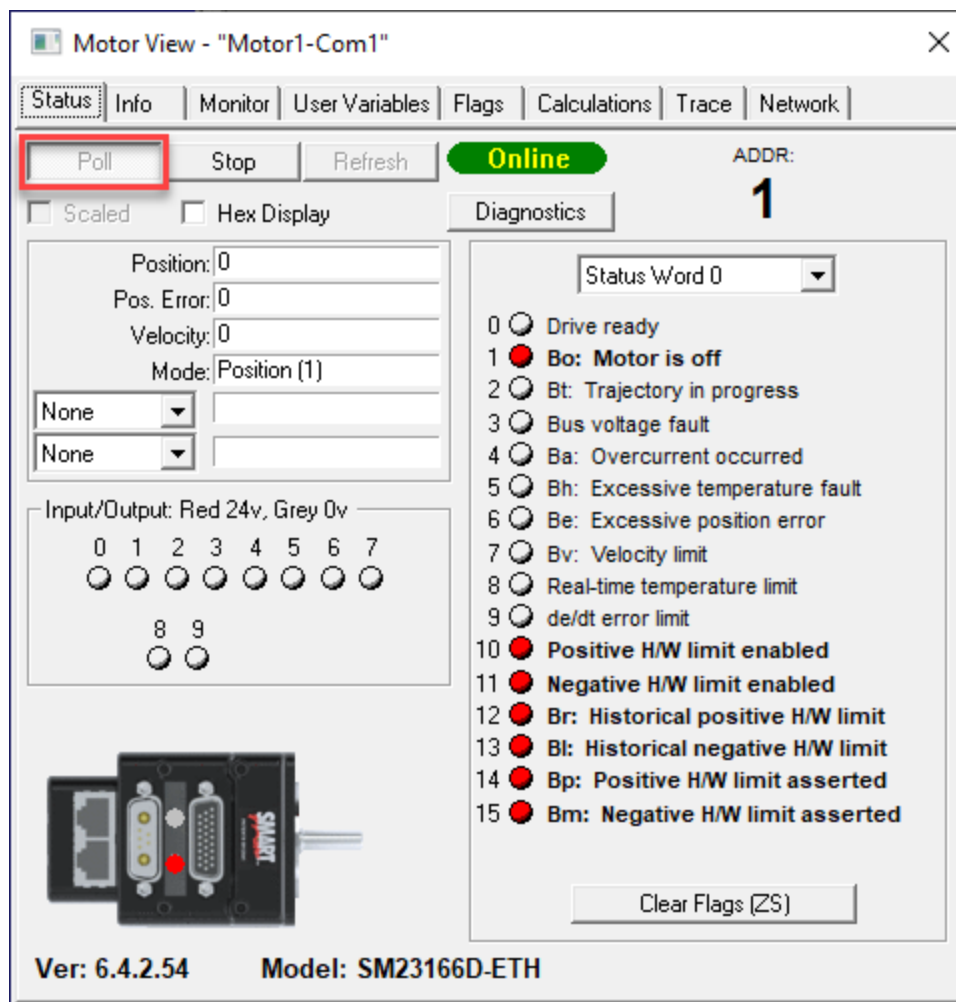 Motor View - "Motor1-Com1"
Status Info Monitor User Variables Flags Calculations Trace Network
Poll Stop Refresh Online ADDR:
1
Scaled Hex Display Diagnostics
Position: 0
Pos. Error: 0
Velocity: 0
Mode: Position (1)
None
None
Input/Output: Red 24v, Grey 0v
0 1 2 3 4 5 6 7
8 9
Status Word 0
0 Drive ready
1 Bo: Motor is off
2 Bt: Trajectory in progress
3 Bus voltage fault
4 Ba: Overcurrent occurred
5 Bh: Excessive temperature fault
6 Be: Excessive position error
7 Bv: Velocity limit
8 Real-time temperature limit
9 de/dt error limit
10 Positive H/W limit enabled
11 Negative H/W limit enabled
12 Br: Historical positive H/W limit
13 Bl: Historical negative H/W limit
14 Bp: Positive H/W limit asserted
15 Bm: Negative H/W limit asserted
Clear Flags (ZS)
SMART
Ver: 6.4.2.54 Model: SM23166D-ETH